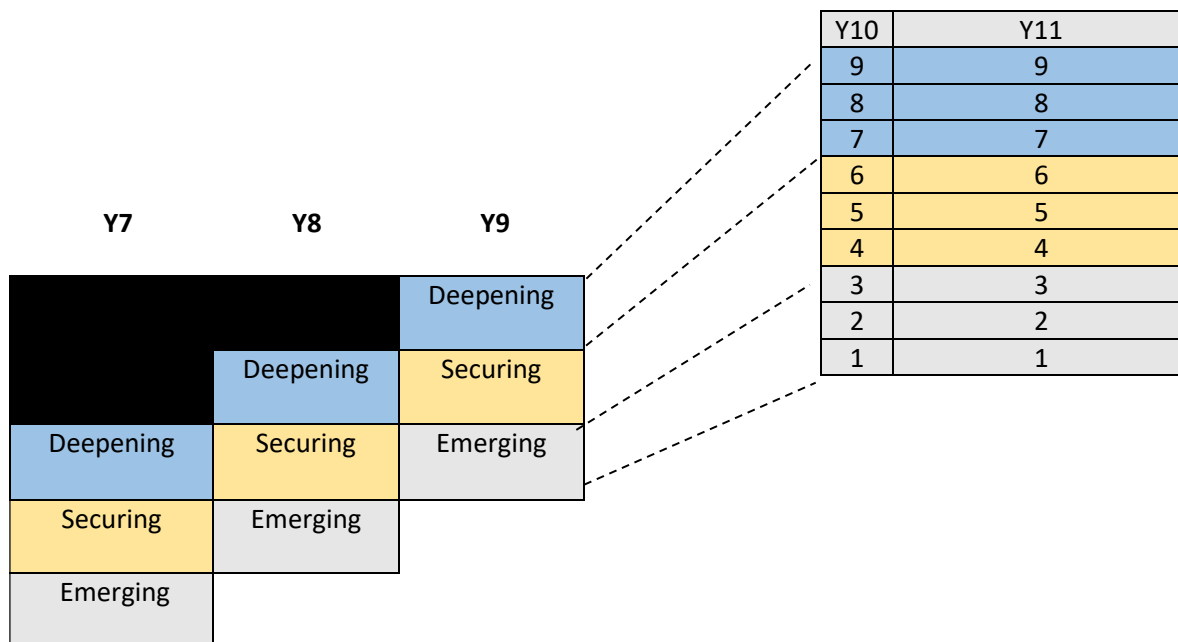 Y10 Y11
9 9
8 8
7 7
6 6
5 5
4 4
3 3
2 2
1 1
Y7 Y8 Y9
Deepening
Deepening Securing
Deepening Securing Emerging
Securing Emerging
Emerging